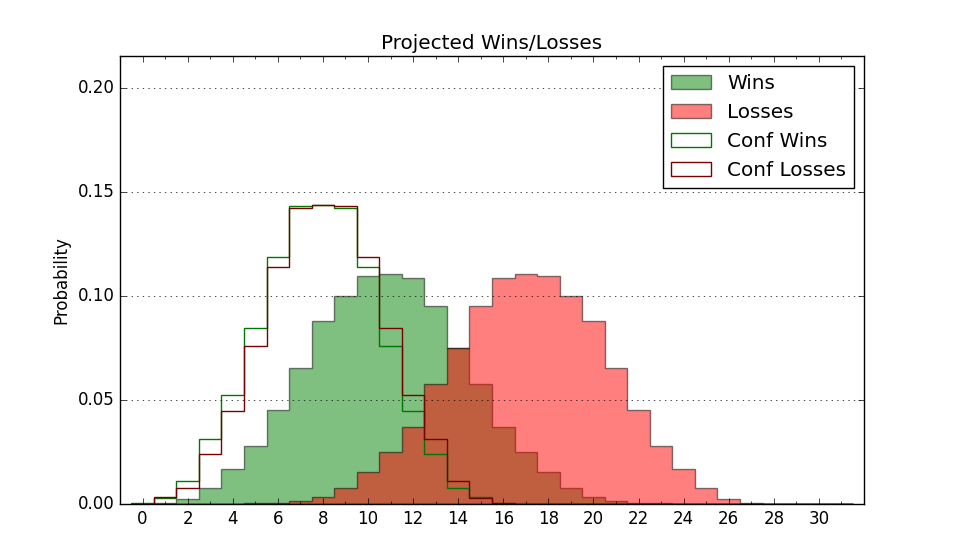 Projected Wins/Losses
0.20
0.15
0.10
0.05
0.00
Probability
Wins
Losses
Conf Wins
Conf Losses
0 2 4 6 8 10 12 14 16 18 20 22 24 26 28 30